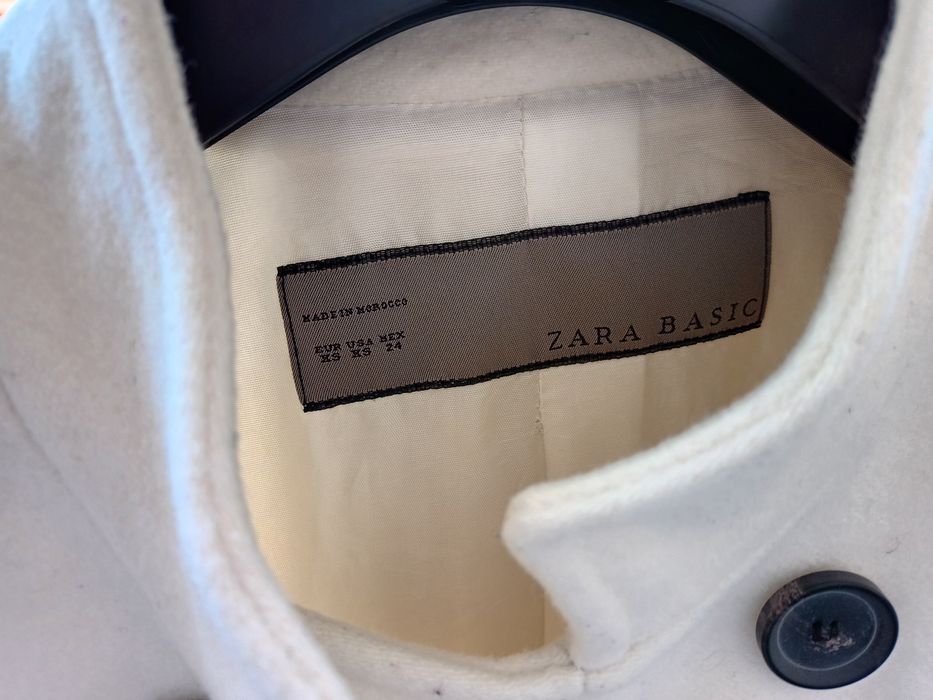 MADE IN MOROCCO
EUR USA MEX
XS XS 24
ZARA BASIC